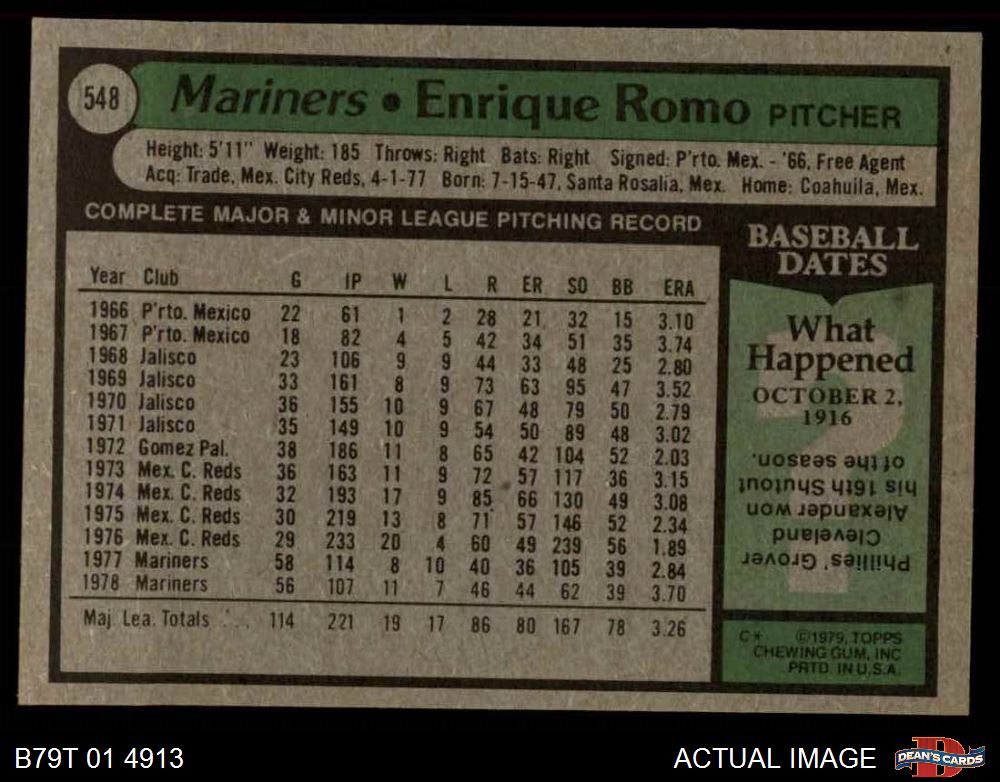 548
Mariners • Enrique Romo PITCHER
Height: 5'11" Weight: 185 Throws: Right Bats: Right Signed: P'rto. Mex. - '66, Free Agent
Acq: Trade, Mex. City Reds, 4-1-77 Born: 7-15-47, Santa Rosalia, Mex. Home: Coahuila, Mex.
COMPLETE MAJOR & MINOR LEAGUE PITCHING RECORD
Year Club G IP W L R ER SO BB ERA
1966 P'rto. Mexico 22 61 1 2 28 21 32 15 3.10
1967 P'rto. Mexico 18 82 4 5 42 34 51 35 3.74
1968 Jalisco 23 106 9 9 44 33 48 25 2.80
1969 Jalisco 33 161 8 9 73 63 95 47 3.52
1970 Jalisco 36 155 10 9 67 48 79 50 2.79
1971 Jalisco 35 149 10 9 54 50 89 48 3.02
1972 Gomez Pal. 38 186 11 8 65 42 104 52 2.03
1973 Mex. C. Reds 36 163 11 9 72 57 117 36 3.15
1974 Mex. C. Reds 32 193 17 9 85 66 130 49 3.08
1975 Mex. C. Reds 30 219 13 8 71 57 146 52 2.34
1976 Mex. C. Reds 29 233 20 4 60 49 239 56 1.89
1977 Mariners 58 114 8 10 40 36 105 39 2.84
1978 Mariners 56 107 11 7 46 44 62 39 3.70
Maj. Lea. Totals . . . 114 221 19 17 86 80 167 78 3.26
BASEBALL
DATES
What
Happened
OCTOBER 2,
1916
Phillies' Grover
Cleveland
Alexander won
his 16th Shutout
of the season.
C* ©1979, TOPPS
CHEWING GUM, INC
PRTD. IN U.S.A.
B79T 01 4913
ACTUAL IMAGE
DEAN'S CARDS